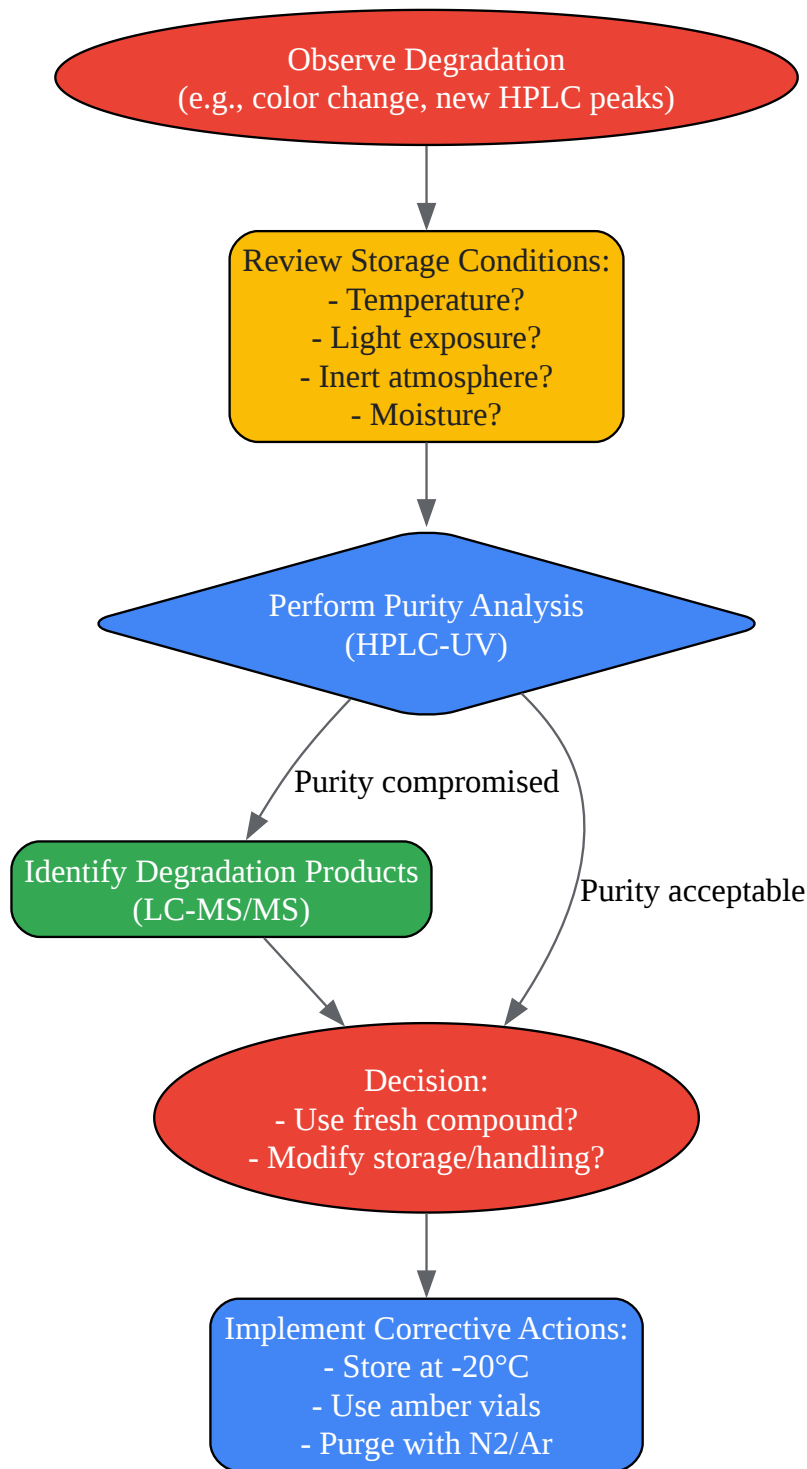 Observe Degradation
(e.g., color change, new HPLC peaks)
Review Storage Conditions:
- Temperature?
- Light exposure?
- Inert atmosphere?
- Moisture?
Perform Purity Analysis
(HPLC-UV)
Purity compromised
Identify Degradation Products
(LC-MS/MS)
Purity acceptable
Decision:
- Use fresh compound?
- Modify storage/handling?
Implement Corrective Actions:
- Store at -20°C
- Use amber vials
- Purge with N2/Ar